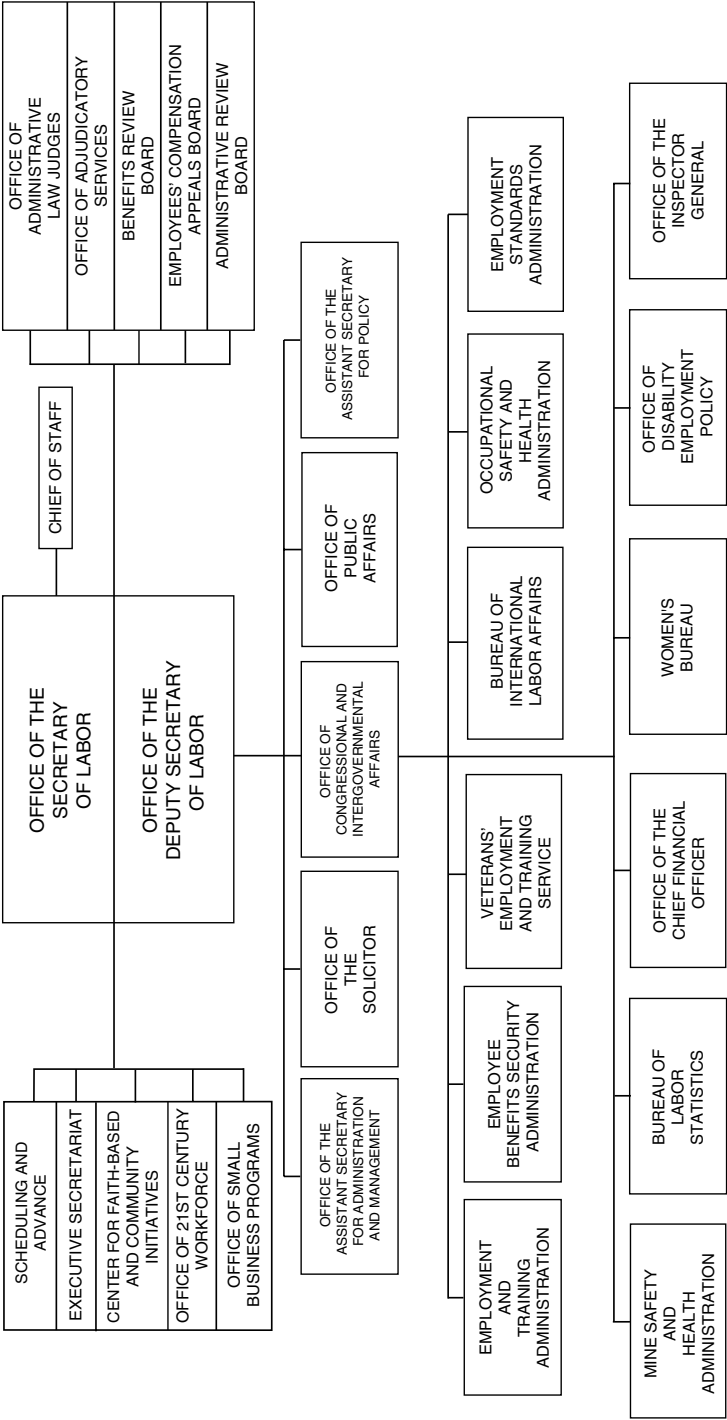 OFFICE OF THE
SECRETARY
OF LABOR
OFFICE OF THE
DEPUTY SECRETARY
OF LABOR
CHIEF OF STAFF
SCHEDULING AND
ADVANCE
EXECUTIVE SECRETARIAT
CENTER FOR FAITH-BASED
AND COMMUNITY
INITIATIVES
OFFICE OF 21ST CENTURY
WORKFORCE
OFFICE OF SMALL
BUSINESS PROGRAMS
OFFICE OF
ADMINISTRATIVE
LAW JUDGES
OFFICE OF ADJUDICATORY
SERVICES
BENEFITS REVIEW
BOARD
EMPLOYEES' COMPENSATION
APPEALS BOARD
ADMINISTRATIVE REVIEW
BOARD
OFFICE OF THE
ASSISTANT SECRETARY
FOR ADMINISTRATION
AND MANAGEMENT
OFFICE OF
THE
SOLICITOR
OFFICE OF
CONGRESSIONAL AND
INTERGOVERNMENTAL
AFFAIRS
OFFICE OF
PUBLIC
AFFAIRS
OFFICE OF THE
ASSISTANT SECRETARY
FOR POLICY
EMPLOYMENT
AND
TRAINING
ADMINISTRATION
EMPLOYEE
BENEFITS SECURITY
ADMINISTRATION
VETERANS'
EMPLOYMENT
AND TRAINING
SERVICE
BUREAU OF
INTERNATIONAL
LABOR AFFAIRS
OCCUPATIONAL
SAFETY AND
HEALTH
ADMINISTRATION
EMPLOYMENT
STANDARDS
ADMINISTRATION
MINE SAFETY
AND
HEALTH
ADMINISTRATION
BUREAU OF
LABOR
STATISTICS
OFFICE OF THE
CHIEF FINANCIAL
OFFICER
WOMEN'S
BUREAU
OFFICE OF
DISABILITY
EMPLOYMENT
POLICY
OFFICE OF THE
INSPECTOR
GENERAL